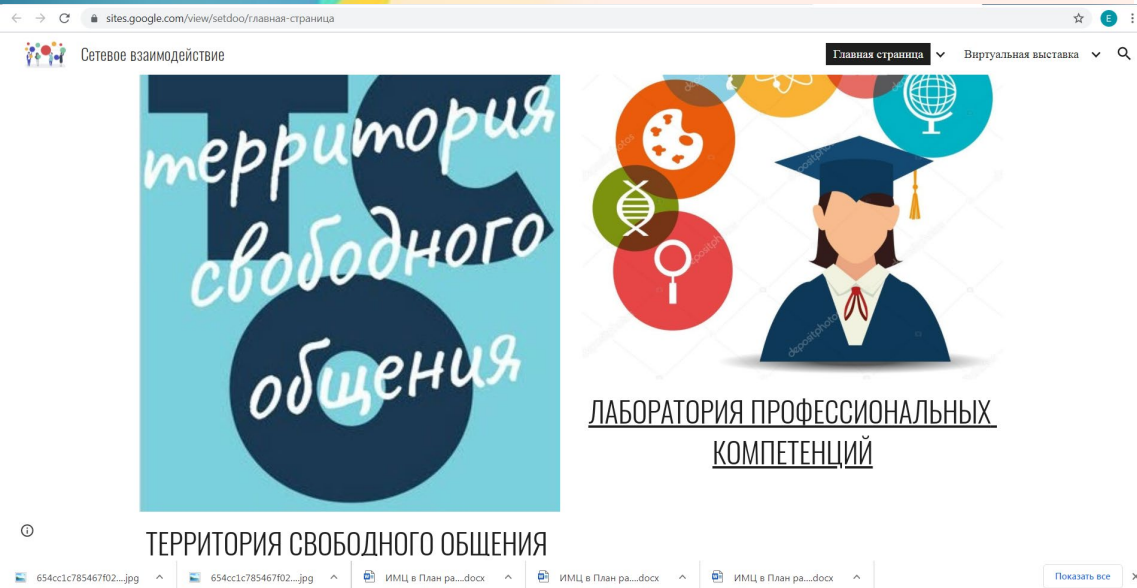 sites.google.com/view/setdoo/главная-страница
E
Сетевое взаимодействие
Главная страница
Виртуальная выставка
ТСО
территория
свободного
общения
depositphotos
ЛАБОРАТОРИЯ ПРОФЕССИОНАЛЬНЫХ
КОМПЕТЕНЦИЙ
ТЕРРИТОРИЯ СВОБОДНОГО ОБЩЕНИЯ
654cc1c785467f02....jpg
654cc1c785467f02....jpg
ИМЦ в План ра....docx
ИМЦ в План ра....docx
ИМЦ в План ра....docx
Показать все